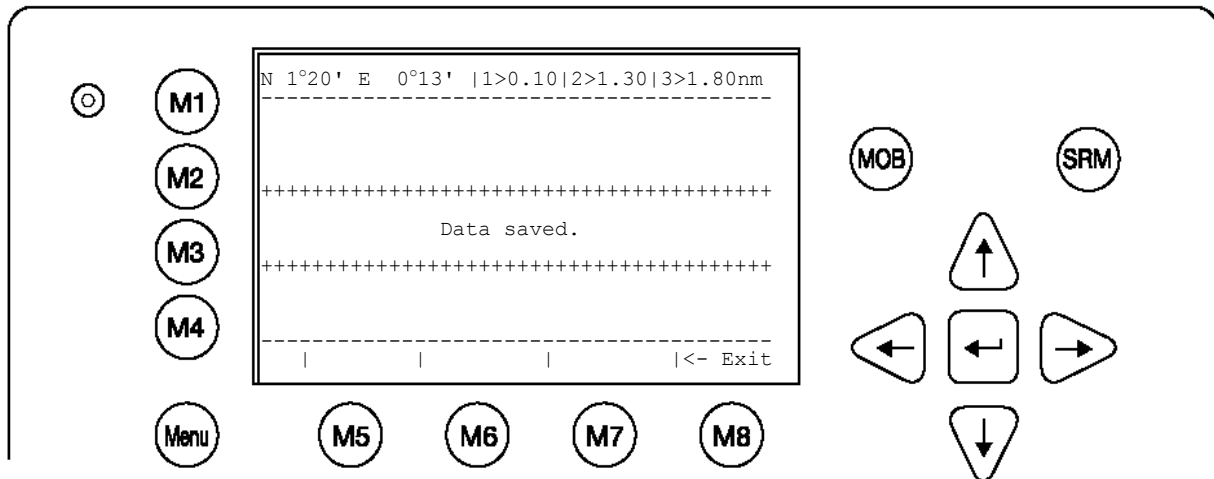 N 1°20' E 0°13' |1>0.10|2>1.30|3>1.80nm
----------------------------------------
++++++++++++++++++++++++++++++++++++++++
Data saved.
++++++++++++++++++++++++++++++++++++++++
----------------------------------------
| | | |<- Exit
M1
M2
M3
M4
Menu
M5
M6
M7
M8
MOB
SRM